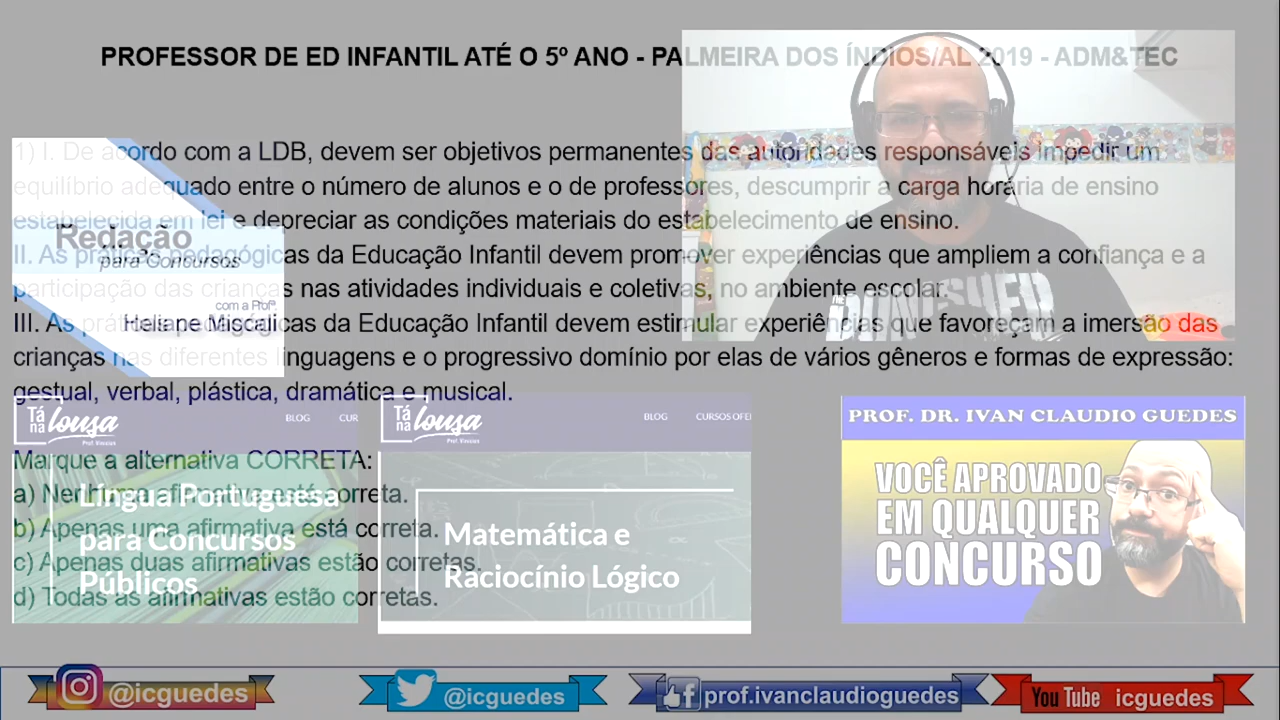 PROFESSOR DE ED INFANTIL ATÉ O 5º ANO - PALMEIRA DOS ÍNDIOS/AL 2019 - ADM&TEC
1) I. De acordo com a LDB, devem ser objetivos permanentes das autoridades responsáveis impedir um
equilíbrio adequado entre o número de alunos e o de professores, descumprir a carga horária de ensino
estabelecida em lei e depreciar as condições materiais do estabelecimento de ensino.
II. As práticas pedagógicas da Educação Infantil devem promover experiências que ampliem a confiança e a
participação das crianças nas atividades individuais e coletivas, no ambiente escolar.
III. As práticas pedagógicas da Educação Infantil devem estimular experiências que favoreçam a imersão das
crianças nas diferentes linguagens e o progressivo domínio por elas de vários gêneros e formas de expressão:
gestual, verbal, plástica, dramática e musical.
Marque a alternativa CORRETA:
a) Nenhuma afirmativa está correta.
b) Apenas uma afirmativa está correta.
c) Apenas duas afirmativas estão corretas.
d) Todas as afirmativas estão corretas.
Redação
para Concursos
com a Profª
Heliane Miscali
Tá na lousa
Prof. Vinicius
BLOG CUR
Língua Portuguesa
para Concursos
Públicos
Tá na lousa
Prof. Vinicius
BLOG CURSOS OFE
Matemática e
Raciocínio Lógico
PROF. DR. IVAN CLAUDIO GUEDES
VOCÊ APROVADO
EM QUALQUER
CONCURSO
@icguedes
@icguedes
prof.ivanclaudioguedes
You Tube icguedes